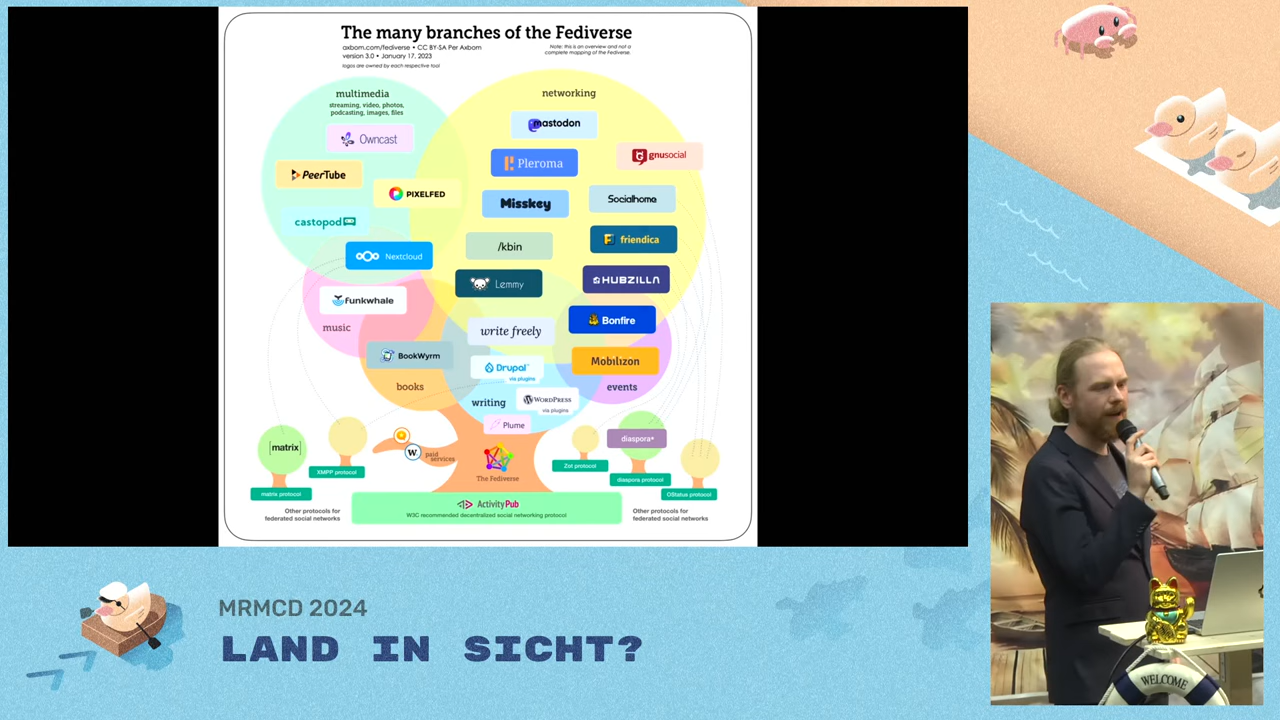 The many branches of the Fediverse
axbom.com/fediverse • CC BY-SA Per Axbom
version 3.0 • January 17, 2023
logos are owned by each respective tool
Note: this is an overview and not a
complete mapping of the Fediverse.
multimedia
streaming, video, photos,
podcasting, images, files
networking
Owncast
mastodon
PeerTube
Pleroma
gnusocial
PIXELFED
Misskey
Socialhome
castopod
/kbin
friendica
Nextcloud
Lemmy
HUBZILLA
funkwhale
music
write freely
Bonfire
BookWyrm
Drupal
via plugins
Mobilizon
books
writing
WORDPRESS
via plugins
events
Plume
[matrix]
matrix protocol
XMPP protocol
W.
paid
services
The Fediverse
Zot protocol
diaspora*
diaspora protocol
OStatus protocol
ActivityPub
W3C recommended decentralised social networking protocol
Other protocols for
federated social networks
Other protocols for
federated social networks
MRMCD 2024
LAND IN SICHT?
WELCOME